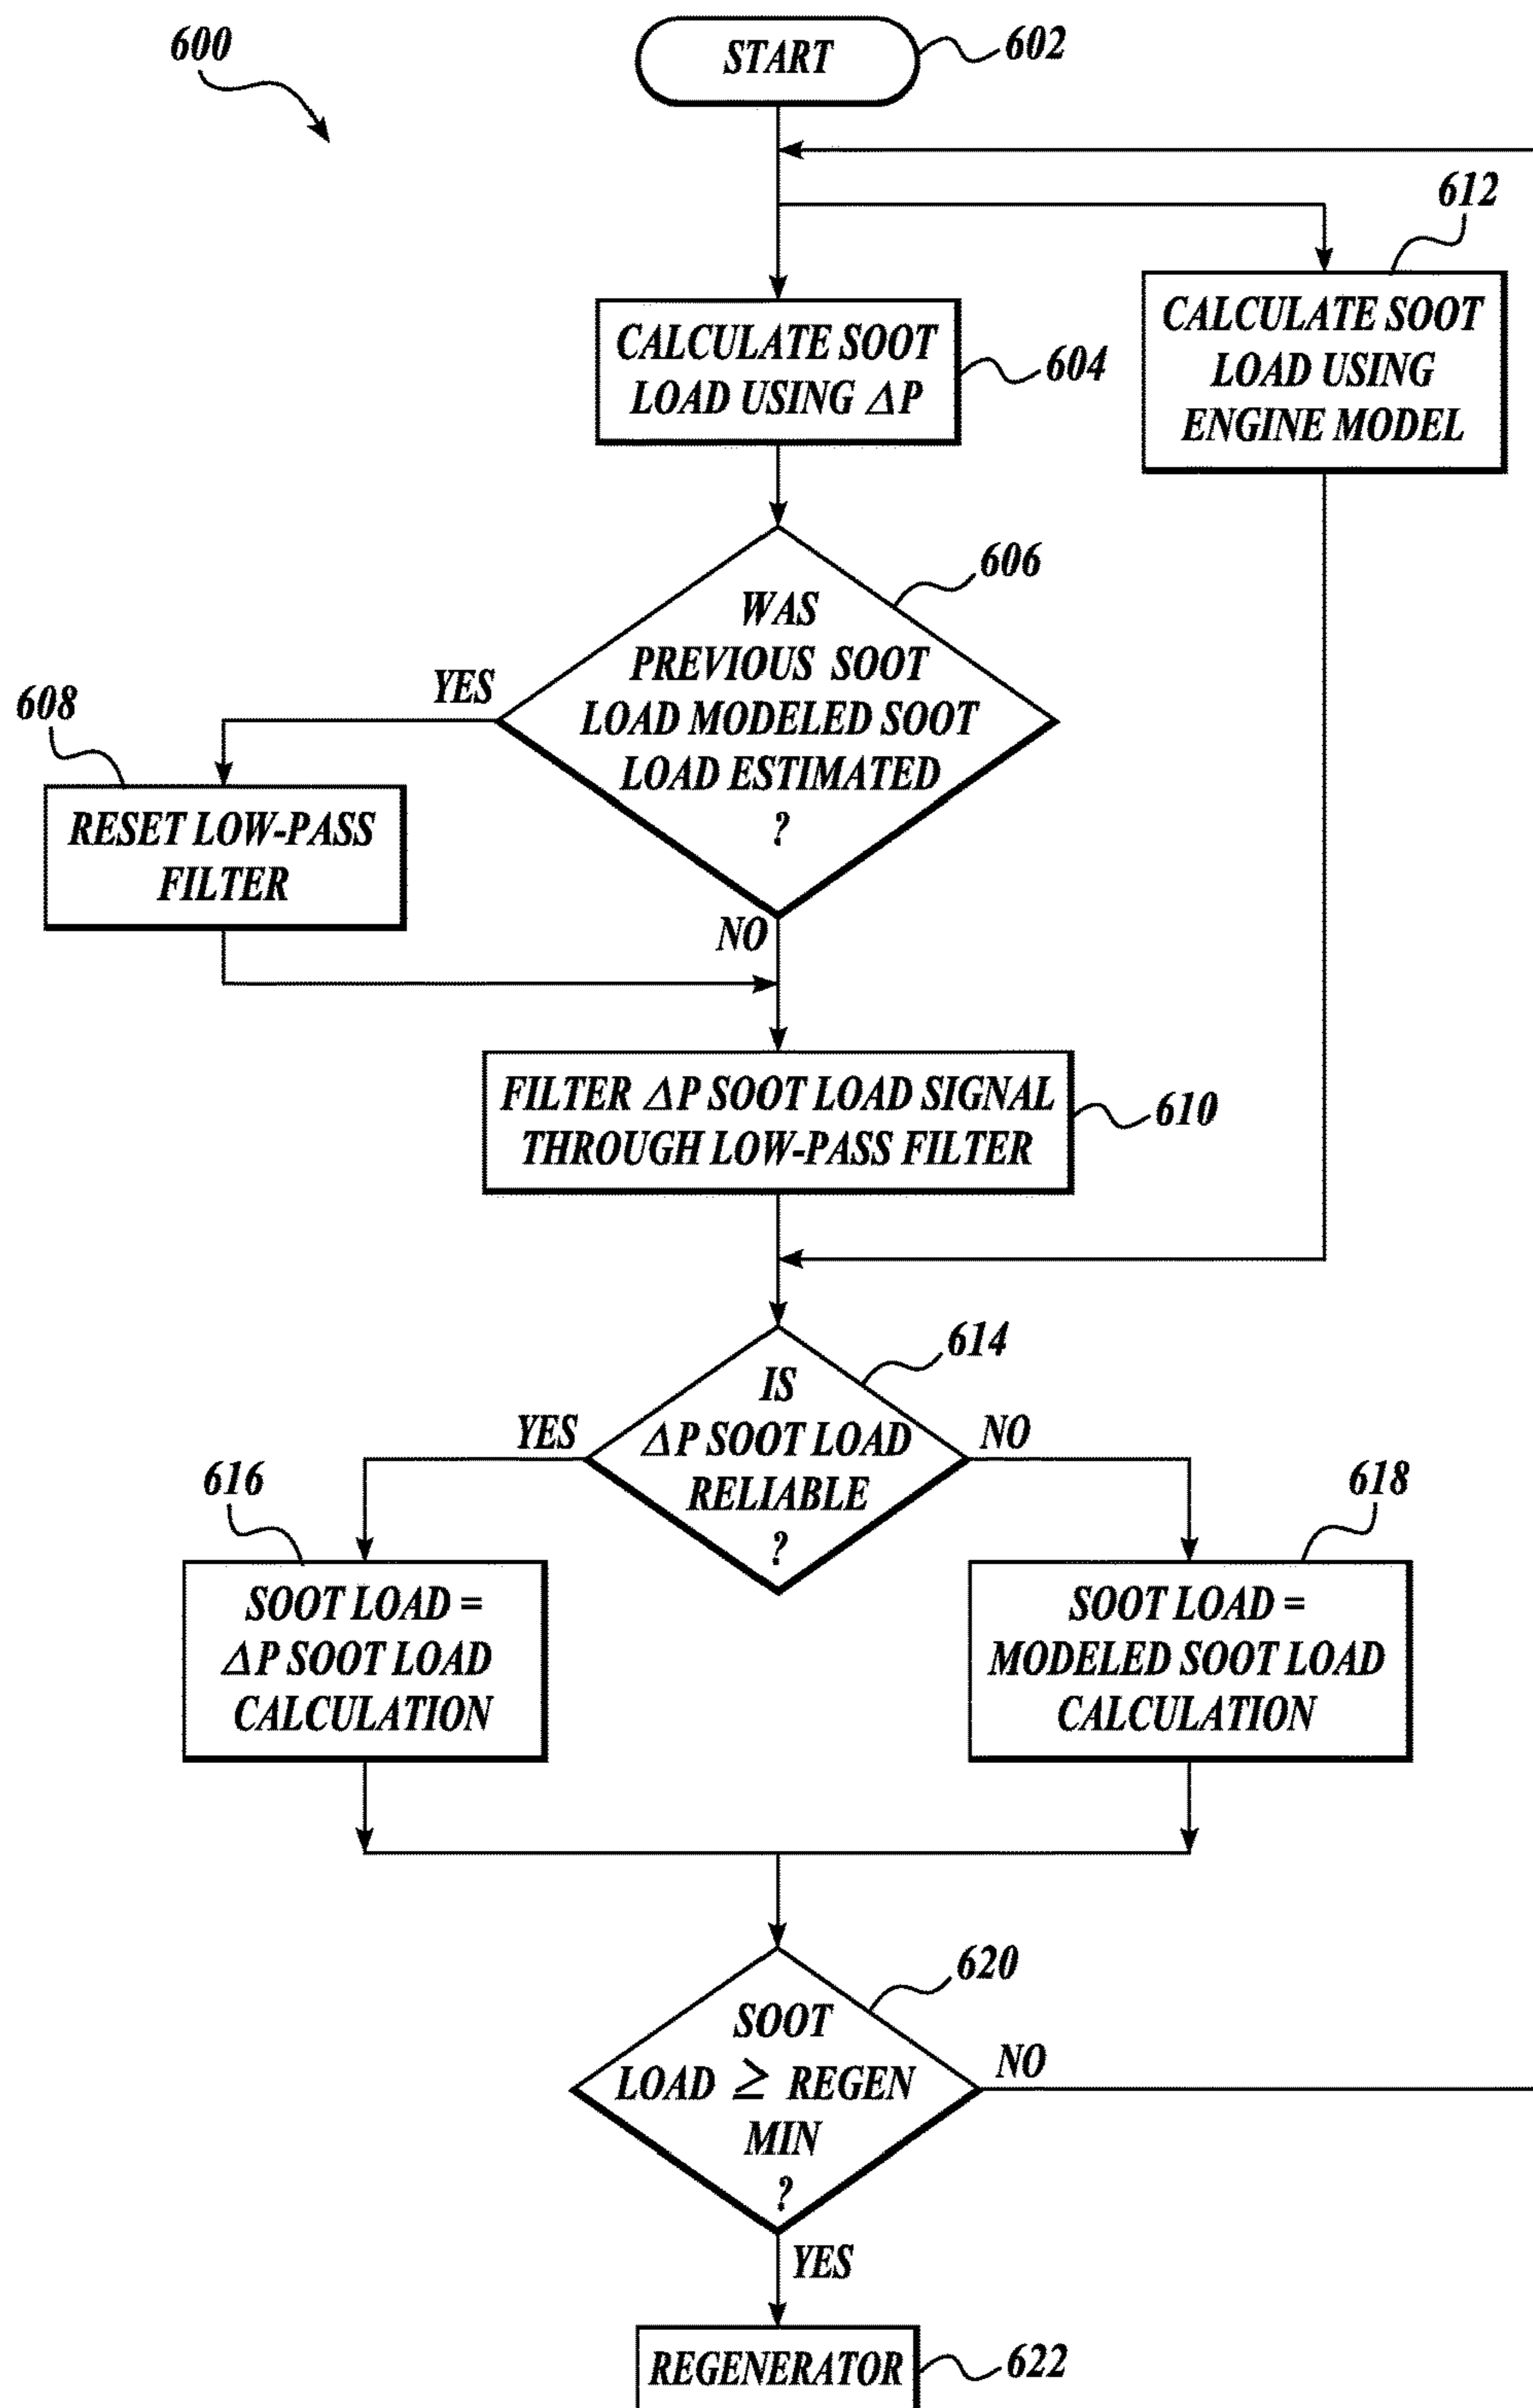 600
START
602
612
CALCULATE SOOT
LOAD USING ΔP
604
CALCULATE SOOT
LOAD USING
ENGINE MODEL
606
WAS
PREVIOUS SOOT
LOAD MODELED SOOT
LOAD ESTIMATED
?
YES
608
RESET LOW-PASS
FILTER
NO
FILTER ΔP SOOT LOAD SIGNAL
THROUGH LOW-PASS FILTER
610
614
IS
ΔP SOOT LOAD
RELIABLE
?
YES
NO
616
618
SOOT LOAD =
ΔP SOOT LOAD
CALCULATION
SOOT LOAD =
MODELED SOOT LOAD
CALCULATION
620
SOOT
LOAD ≥ REGEN
MIN
?
NO
YES
REGENERATOR
622